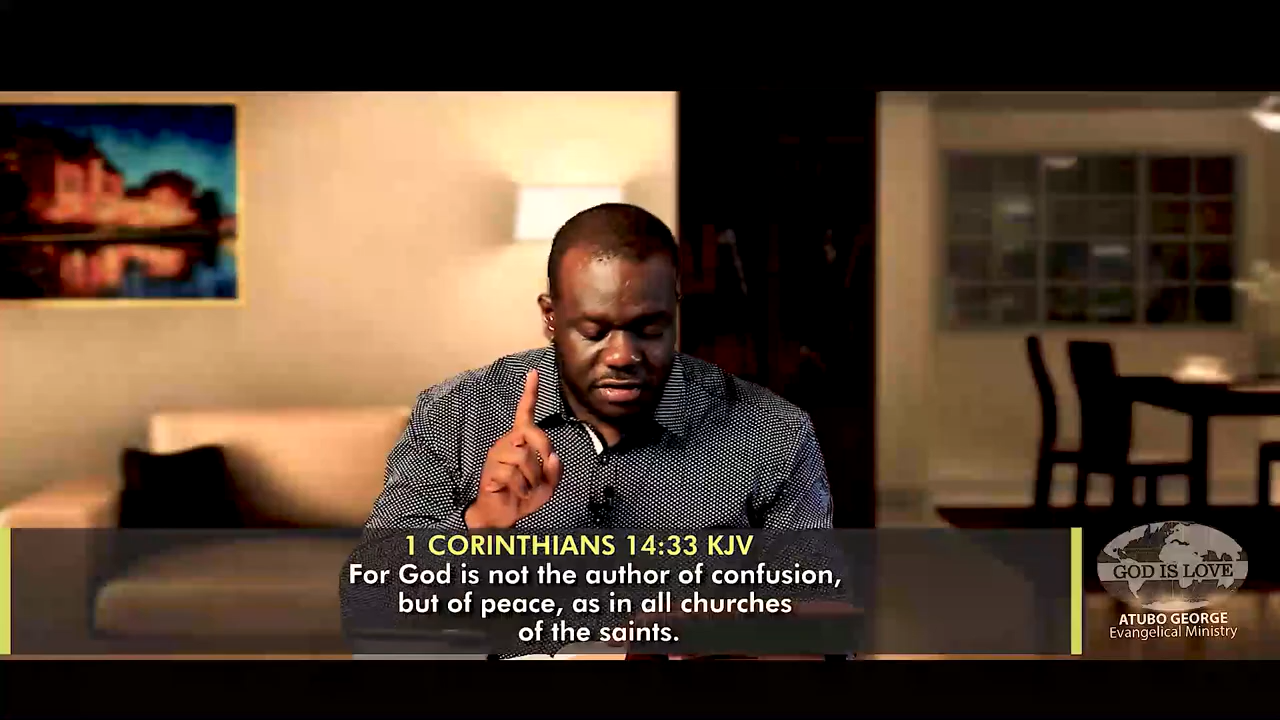 1 CORINTHIANS 14:33 KJV
For God is not the author of confusion,
but of peace, as in all churches
of the saints.
GOD IS LOVE
ATUBO GEORGE
Evangelical Ministry